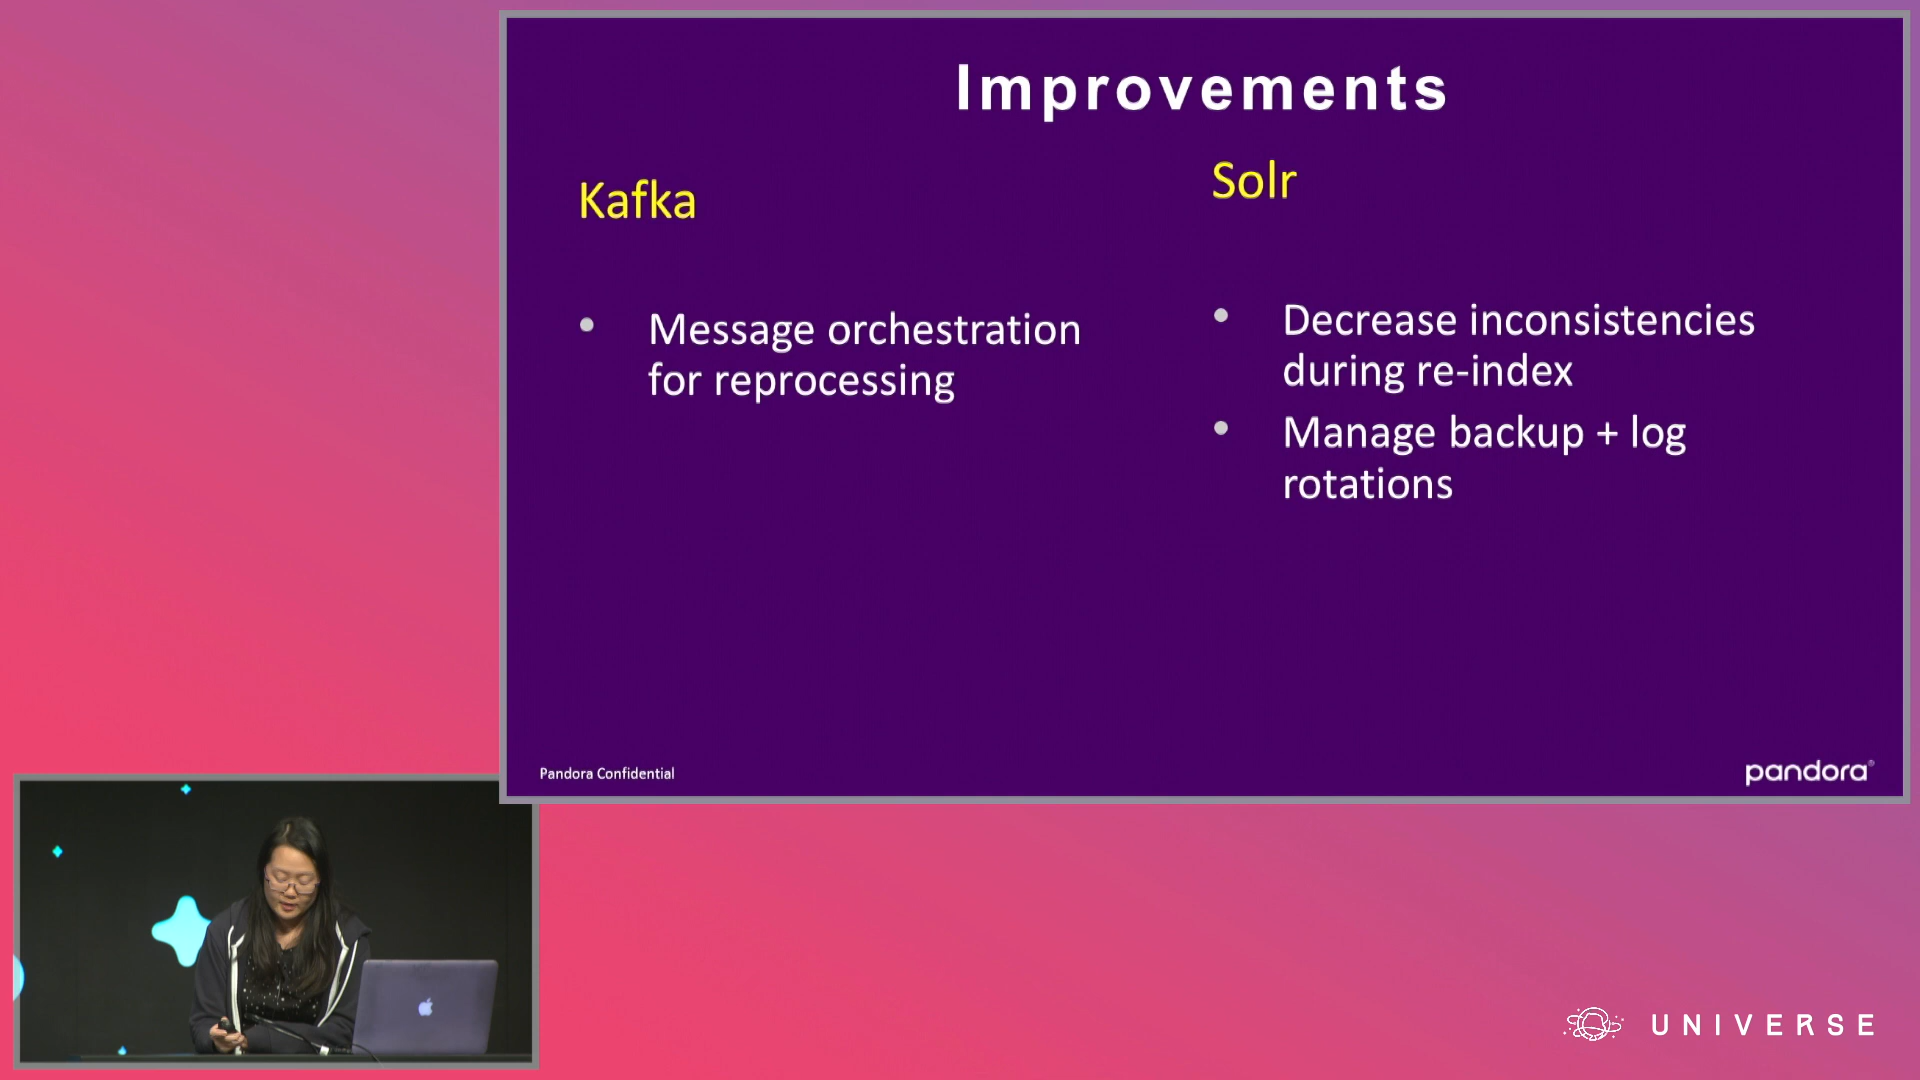 Improvements
Kafka
Message orchestration
for reprocessing
Solr
Decrease inconsistencies
during re-index
Manage backup + log
rotations
Pandora Confidential
pandora®
UNIVERSE